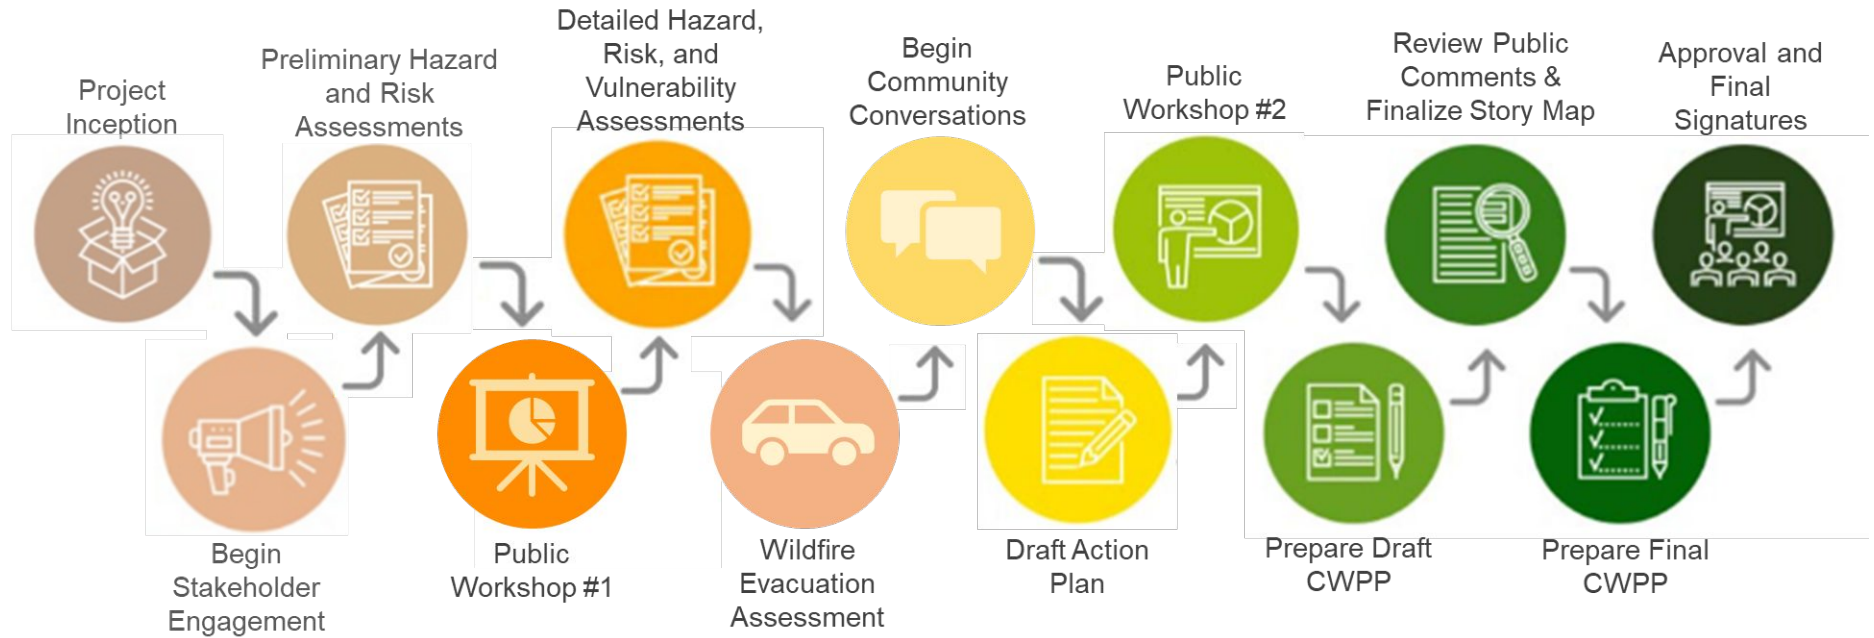 Project
Inception
Begin
Stakeholder
Engagement
Preliminary Hazard
and Risk
Assessments
Public
Workshop #1
Detailed Hazard,
Risk, and
Vulnerability
Assessments
Wildfire
Evacuation
Assessment
Begin
Community
Conversations
Draft Action
Plan
Public
Workshop #2
Prepare Draft
CWPP
Review Public
Comments &
Finalize Story Map
Prepare Final
CWPP
Approval and
Final
Signatures